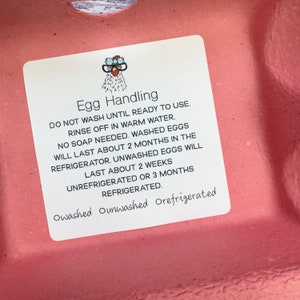 Egg Handling
DO NOT WASH UNTIL READY TO USE.
RINSE OFF IN WARM WATER.
NO SOAP NEEDED. WASHED EGGS
WILL LAST ABOUT 2 MONTHS IN THE
REFRIGERATOR. UNWASHED EGGS WILL
LAST ABOUT 2 WEEKS
UNREFRIGERATED OR 3 MONTHS
REFRIGERATED.
Owashed Ounwashed Orefrigerated